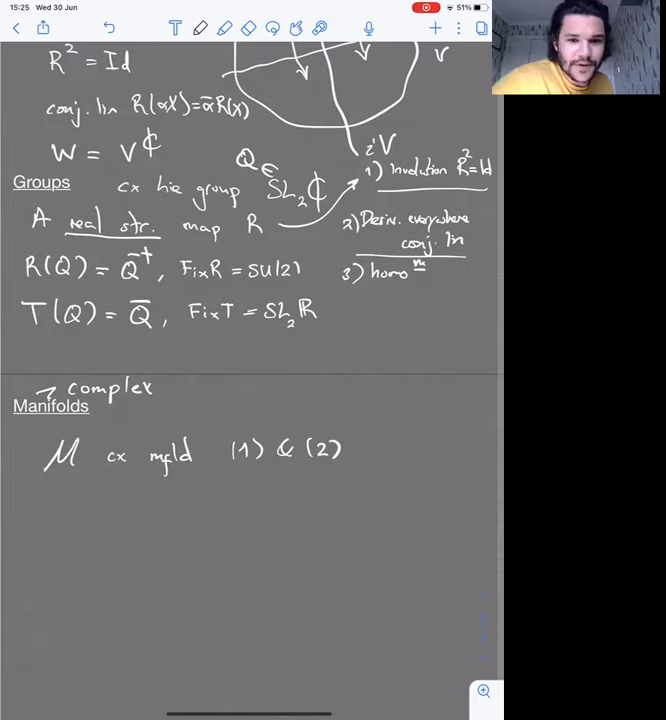 15:25 Wed 30 Jun
51%
R² = Id
V
conj. lin R(αX)=ᾱR(X)
iV
W = V^ℂ
1) Involution R²=Id
Groups
cx lie group
Q ∈ SL₂ℂ
A real str. map R
2) Deriv. everywhere
conj. lin
R(Q) = Q̄⁻ᵗ, FixR = SU(2)
3) homo^m
T(Q) = Q̄, FixT = SL₂ℝ
complex
Manifolds
M cx mfld (1) & (2)